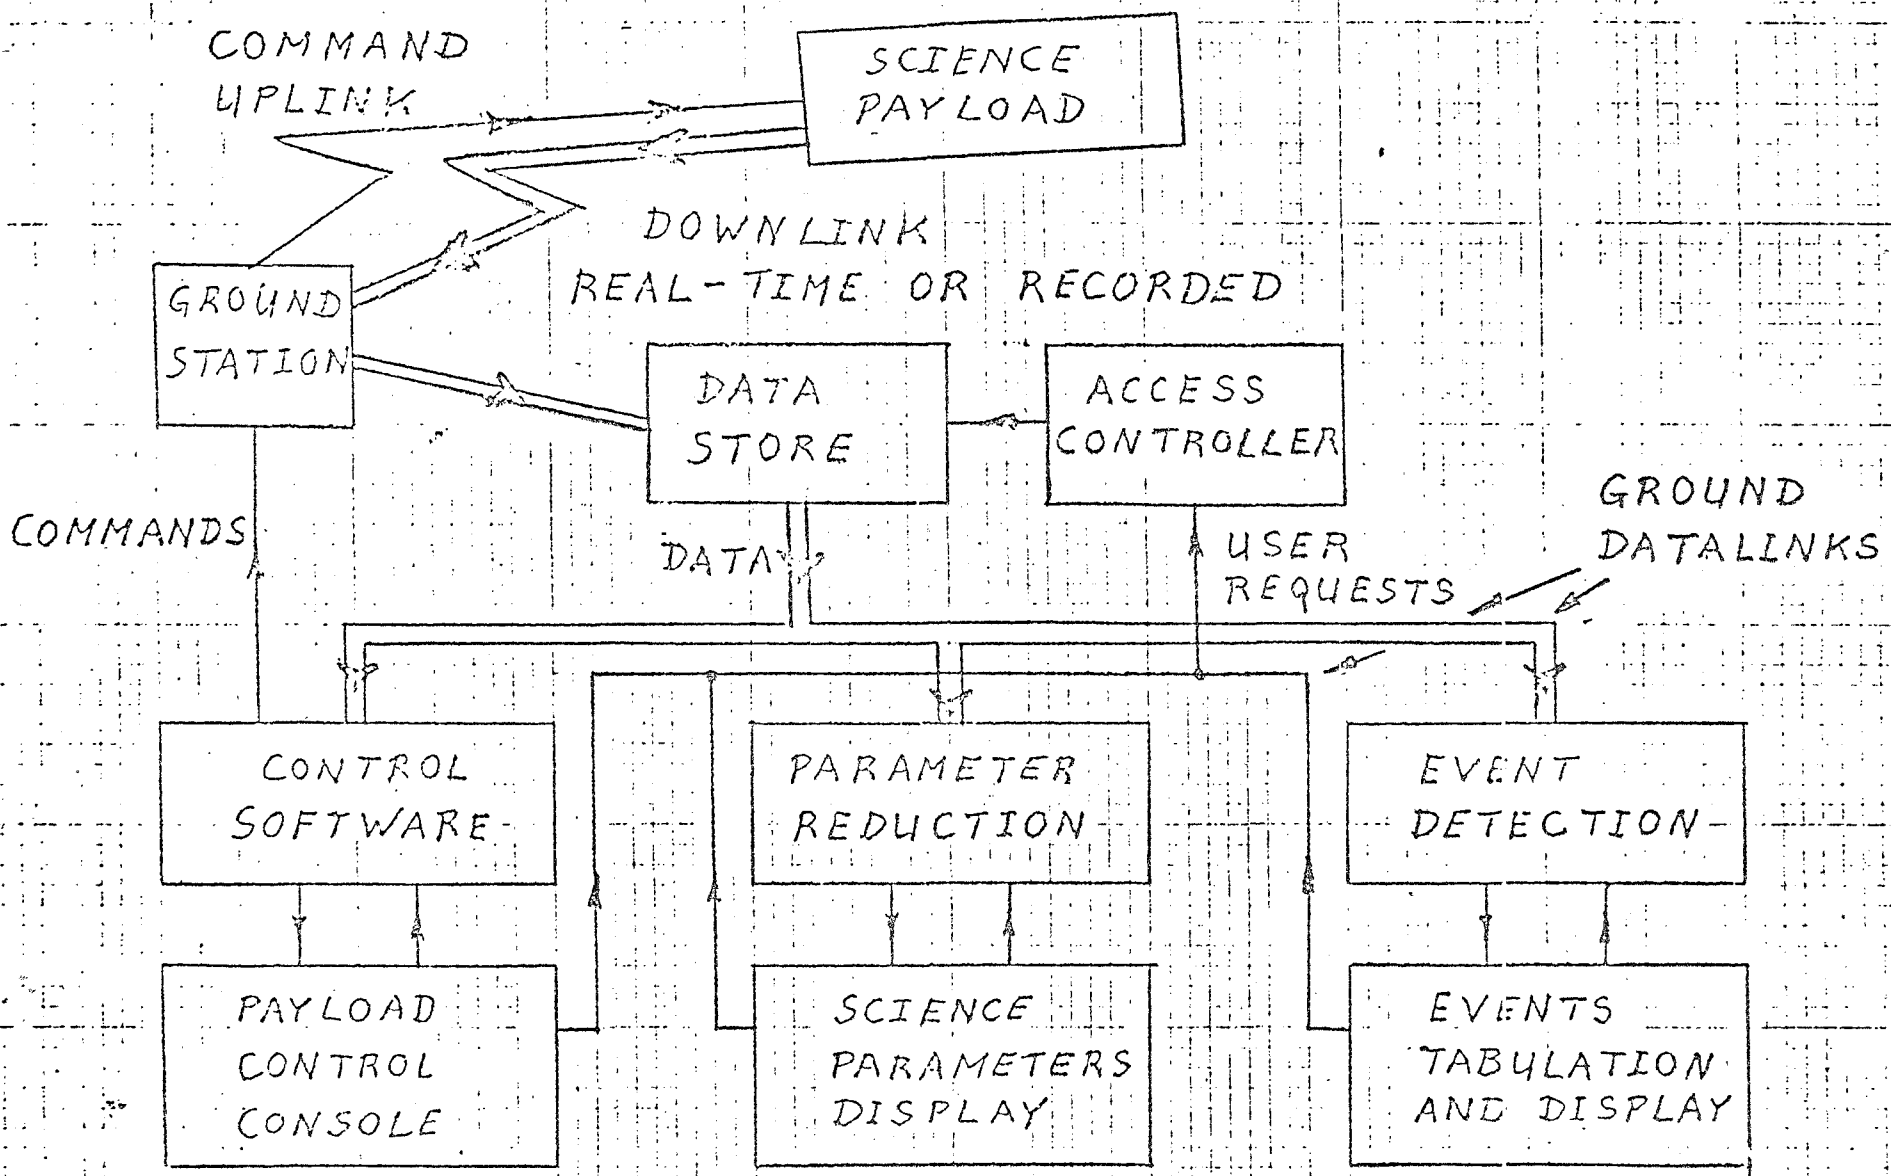 COMMAND
UPLINK
SCIENCE
PAYLOAD
DOWNLINK
REAL-TIME OR RECORDED
GROUND
STATION
DATA
STORE
ACCESS
CONTROLLER
GROUND
DATALINKS
COMMANDS
DATA
USER
REQUESTS
CONTROL
SOFTWARE
PARAMETER
REDUCTION
EVENT
DETECTION
PAYLOAD
CONTROL
CONSOLE
SCIENCE
PARAMETERS
DISPLAY
EVENTS
TABULATION
AND DISPLAY